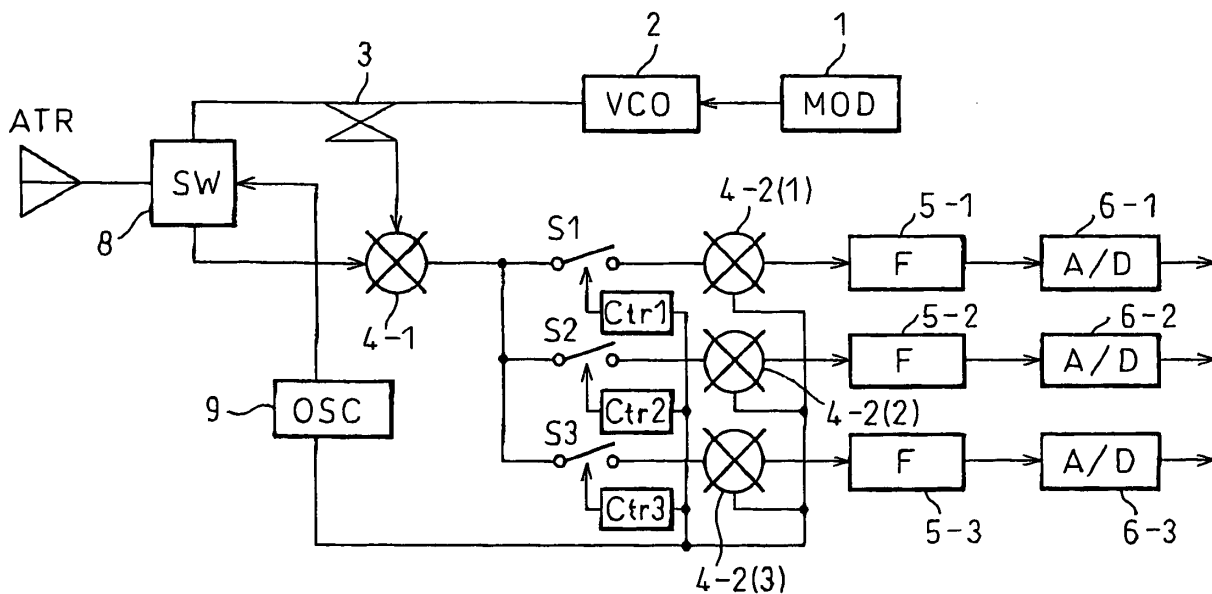 2
1
3
VCO
MOD
ATR
SW
8
4-2(1)
5-1
6-1
S1
F
A/D
4-1
Ctr1
5-2
6-2
S2
F
A/D
9
OSC
Ctr2
4-2(2)
S3
F
A/D
Ctr3
5-3
6-3
4-2(3)